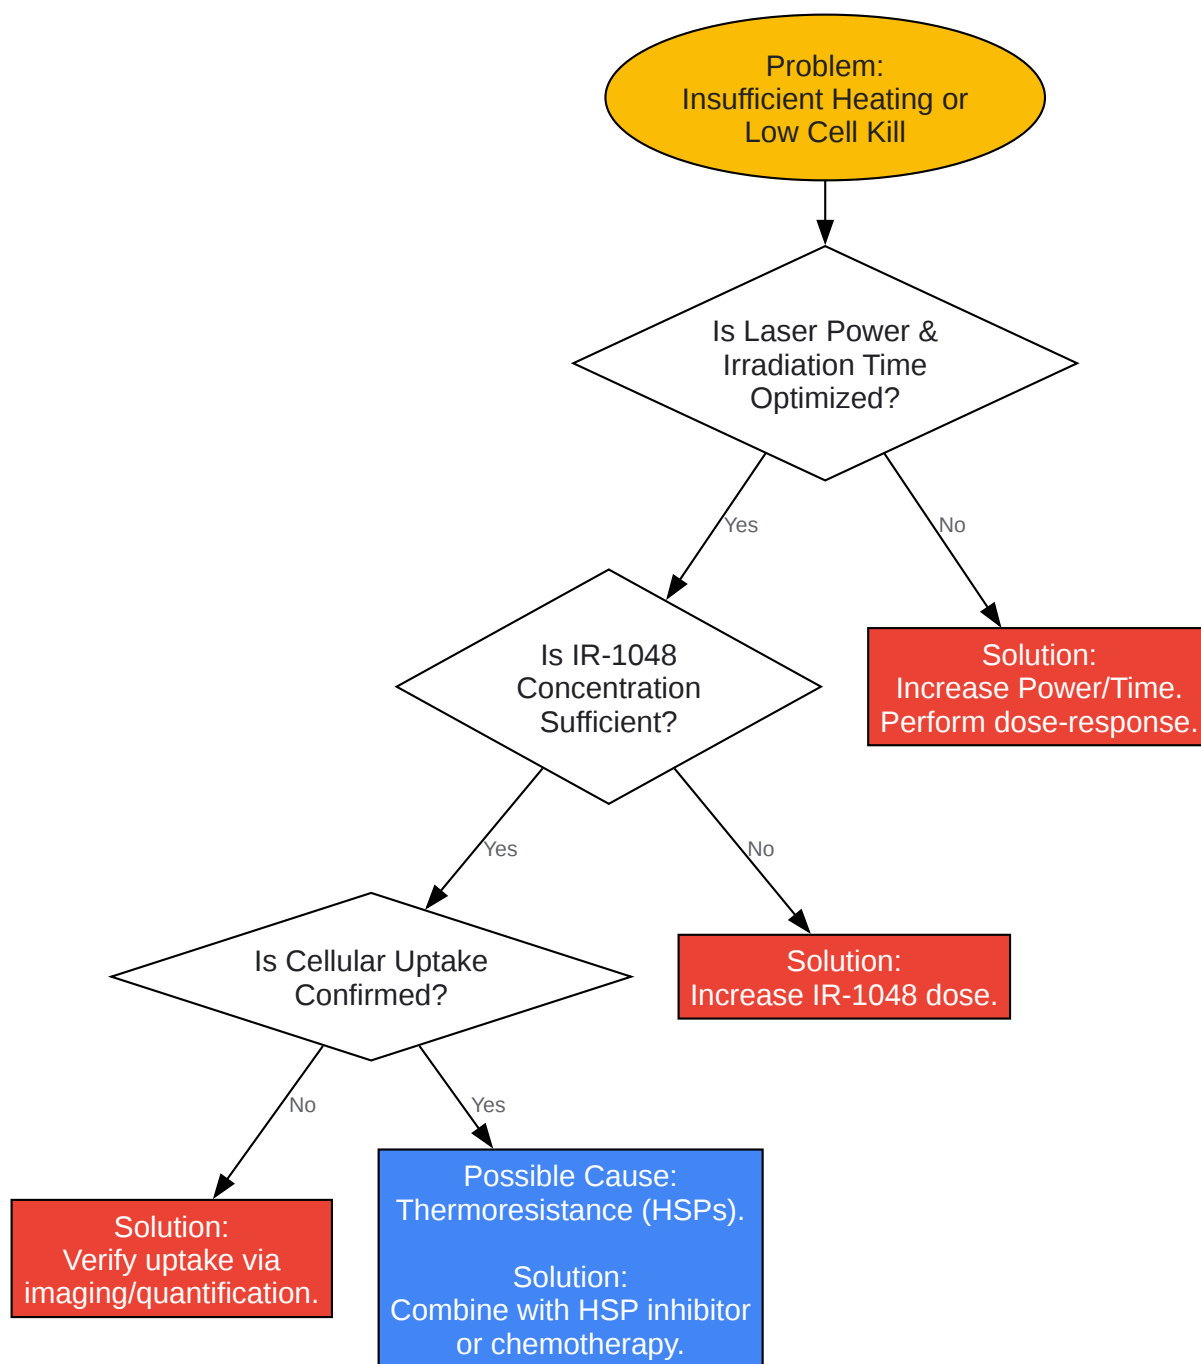 Problem:
Insufficient Heating or
Low Cell Kill
Is Laser Power &
Irradiation Time
Optimized?
Yes
No
Is IR-1048
Concentration
Sufficient?
Solution:
Increase Power/Time.
Perform dose-response.
Yes
No
Is Cellular Uptake
Confirmed?
Solution:
Increase IR-1048 dose.
No
Yes
Solution:
Verify uptake via
imaging/quantification.
Possible Cause:
Thermoresistance (HSPs).
Solution:
Combine with HSP inhibitor
or chemotherapy.